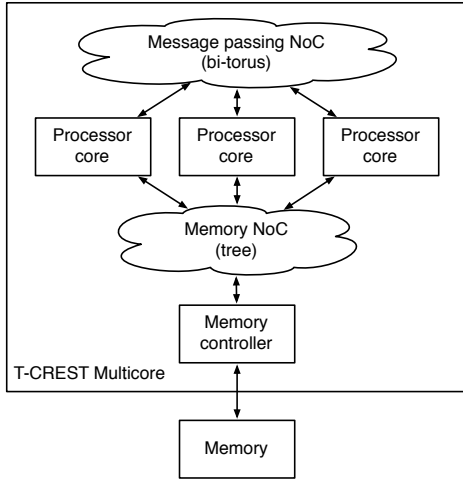 Message passing NoC
(bi-torus)
Processor
core
Processor
core
Processor
core
Memory NoC
(tree)
Memory
controller
T-CREST Multicore
Memory